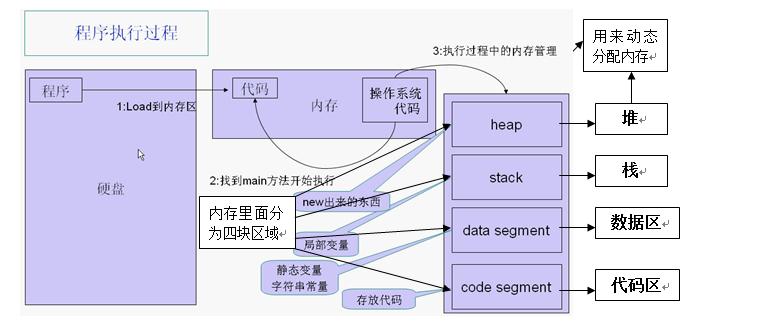 程序执行过程
3:执行过程中的内存管理
用来动态
分配内存
程序
1:Load到内存区
代码
内存
操作系统
代码
硬盘
2:找到main方法开始执行
heap
堆
stack
栈
new出来的东西
内存里面分
为四块区域
局部变量
data segment
数据区
静态变量
字符串常量
code segment
代码区
存放代码